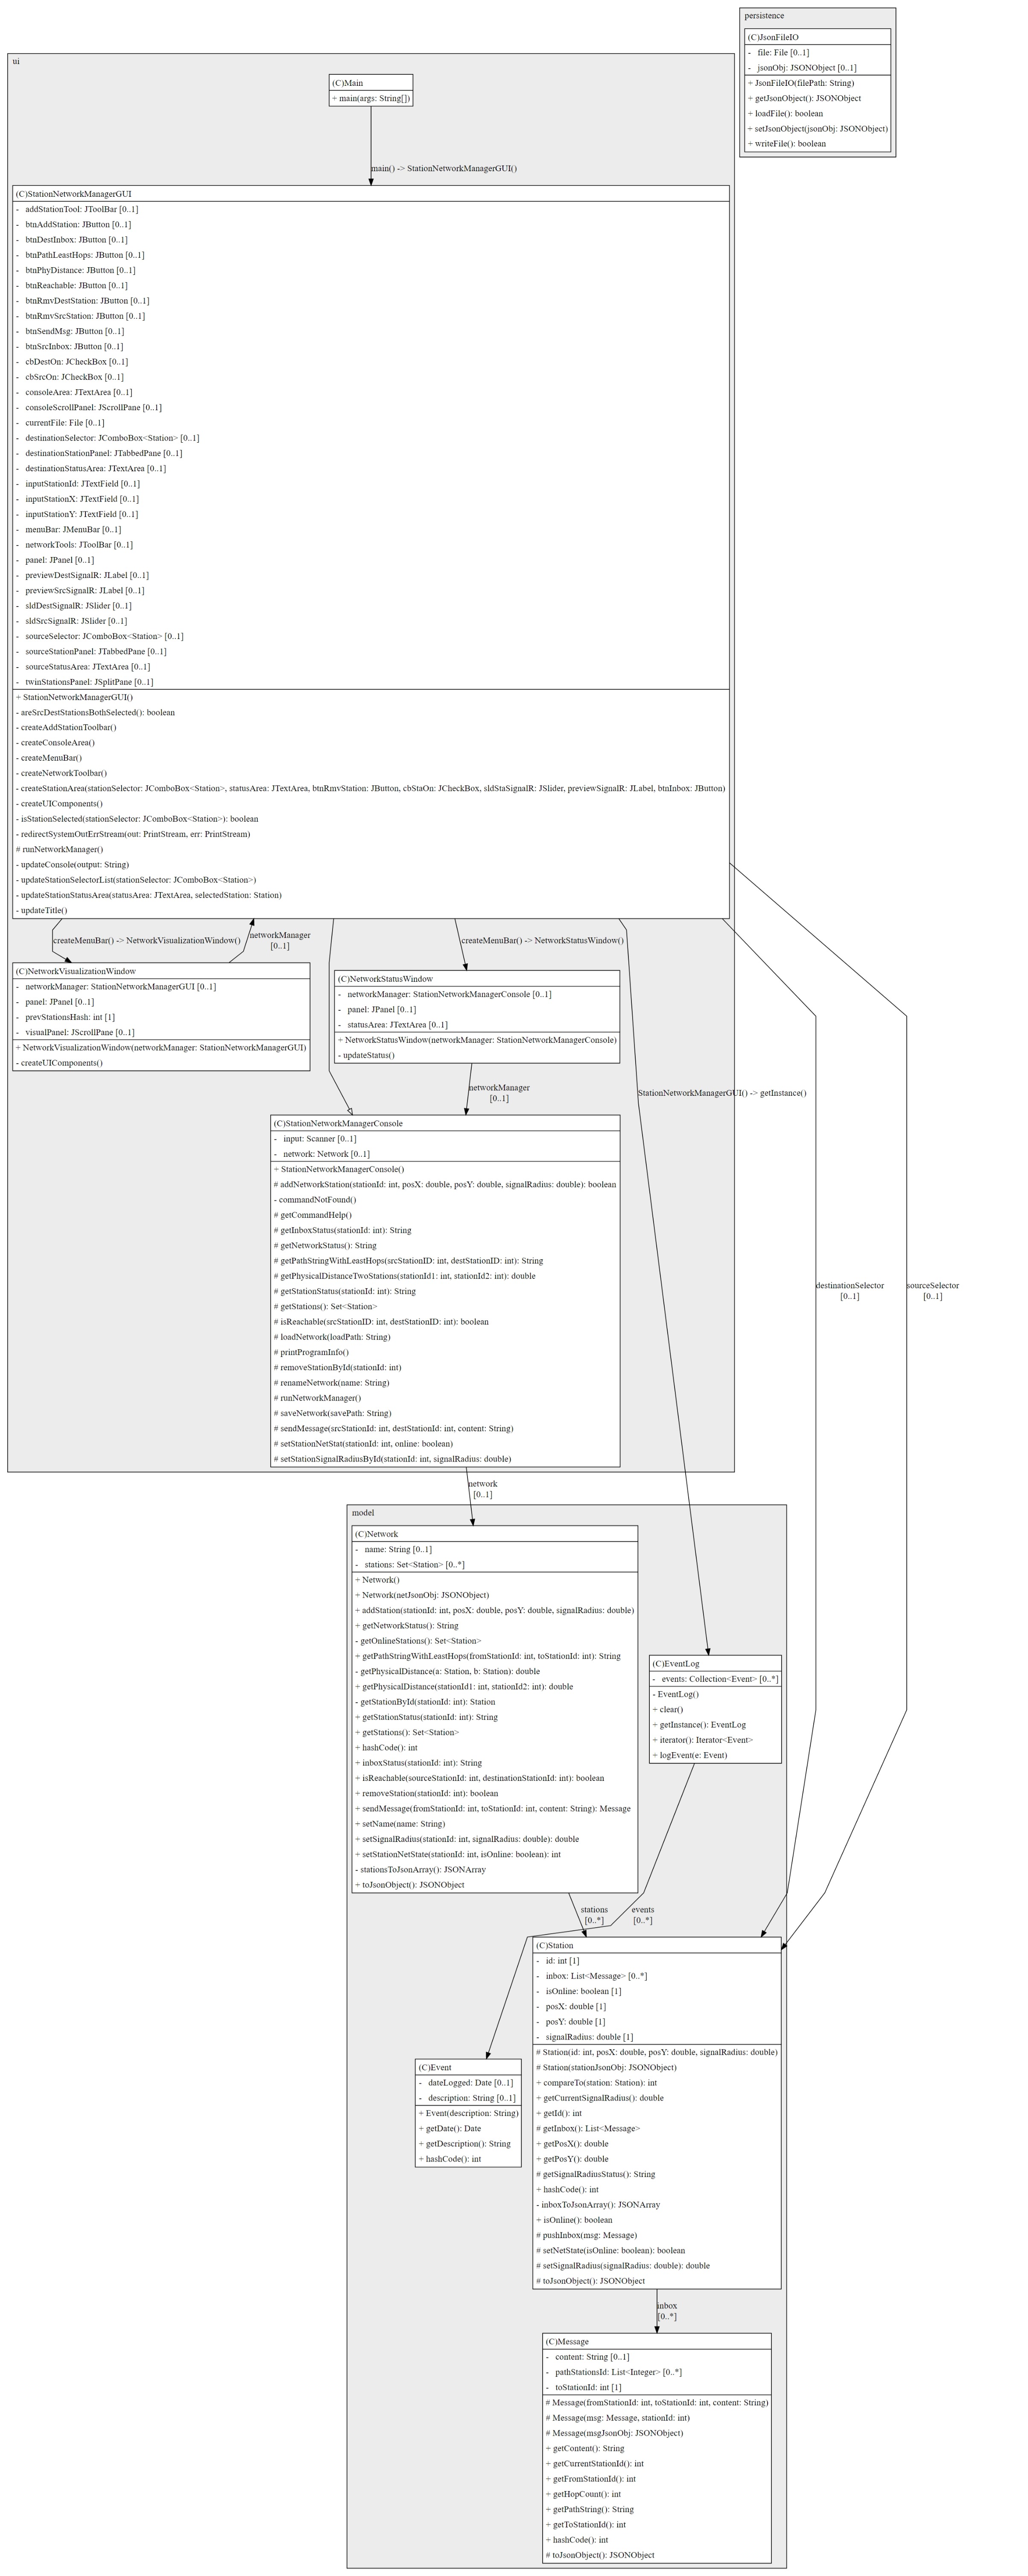 persistence
(C)JsonFileIO
- file: File [0..1]
- jsonObj: JSONObject [0..1]
+ JsonFileIO(filePath: String)
+ getJsonObject(): JSONObject
+ loadFile(): boolean
+ setJsonObject(jsonObj: JSONObject)
+ writeFile(): boolean
ui
(C)Main
+ main(args: String[])
main() -> StationNetworkManagerGUI()
(C)StationNetworkManagerGUI
- addStationTool: JToolBar [0..1]
- btnAddStation: JButton [0..1]
- btnDestInbox: JButton [0..1]
- btnPathLeastHops: JButton [0..1]
- btnPhyDistance: JButton [0..1]
- btnReachable: JButton [0..1]
- btnRmvDestStation: JButton [0..1]
- btnRmvSrcStation: JButton [0..1]
- btnSendMsg: JButton [0..1]
- btnSrcInbox: JButton [0..1]
- cbDestOn: JCheckBox [0..1]
- cbSrcOn: JCheckBox [0..1]
- consoleArea: JTextArea [0..1]
- consoleScrollPanel: JScrollPane [0..1]
- currentFile: File [0..1]
- destinationSelector: JComboBox<Station> [0..1]
- destinationStationPanel: JTabbedPane [0..1]
- destinationStatusArea: JTextArea [0..1]
- inputStationId: JTextField [0..1]
- inputStationX: JTextField [0..1]
- inputStationY: JTextField [0..1]
- menuBar: JMenuBar [0..1]
- networkTools: JToolBar [0..1]
- panel: JPanel [0..1]
- previewDestSignalR: JLabel [0..1]
- previewSrcSignalR: JLabel [0..1]
- sldDestSignalR: JSlider [0..1]
- sldSrcSignalR: JSlider [0..1]
- sourceSelector: JComboBox<Station> [0..1]
- sourceStationPanel: JTabbedPane [0..1]
- sourceStatusArea: JTextArea [0..1]
- twinStationsPanel: JSplitPane [0..1]
+ StationNetworkManagerGUI()
- areSrcDestStationsBothSelected(): boolean
- createAddStationToolbar()
- createConsoleArea()
- createMenuBar()
- createNetworkToolbar()
- createStationArea(stationSelector: JComboBox<Station>, statusArea: JTextArea, btnRmvStation: JButton, cbStaOn: JCheckBox, sldStaSignalR: JSlider, previewSignalR: JLabel, btnInbox: JButton)
- createUIComponents()
- isStationSelected(stationSelector: JComboBox<Station>): boolean
- redirectSystemOutErrStream(out: PrintStream, err: PrintStream)
# runNetworkManager()
- updateConsole(output: String)
- updateStationSelectorList(stationSelector: JComboBox<Station>)
- updateStationStatusArea(statusArea: JTextArea, selectedStation: Station)
- updateTitle()
createMenuBar() -> NetworkVisualizationWindow()
networkManager
[0..1]
createMenuBar() -> NetworkStatusWindow()
(C)NetworkVisualizationWindow
- networkManager: StationNetworkManagerGUI [0..1]
- panel: JPanel [0..1]
- prevStationsHash: int [1]
- visualPanel: JScrollPane [0..1]
+ NetworkVisualizationWindow(networkManager: StationNetworkManagerGUI)
- createUIComponents()
(C)NetworkStatusWindow
- networkManager: StationNetworkManagerConsole [0..1]
- panel: JPanel [0..1]
- statusArea: JTextArea [0..1]
+ NetworkStatusWindow(networkManager: StationNetworkManagerConsole)
- updateStatus()
networkManager
[0..1]
StationNetworkManagerGUI() -> getInstance()
(C)StationNetworkManagerConsole
- input: Scanner [0..1]
- network: Network [0..1]
+ StationNetworkManagerConsole()
# addNetworkStation(stationId: int, posX: double, posY: double, signalRadius: double): boolean
- commandNotFound()
# getCommandHelp()
# getInboxStatus(stationId: int): String
# getNetworkStatus(): String
# getPathStringWithLeastHops(srcStationID: int, destStationID: int): String
# getPhysicalDistanceTwoStations(stationId1: int, stationId2: int): double
# getStationStatus(stationId: int): String
# getStations(): Set<Station>
# isReachable(srcStationID: int, destStationID: int): boolean
# loadNetwork(loadPath: String)
# printProgramInfo()
# removeStationById(stationId: int)
# renameNetwork(name: String)
# runNetworkManager()
# saveNetwork(savePath: String)
# sendMessage(srcStationId: int, destStationId: int, content: String)
# setStationNetStat(stationId: int, online: boolean)
# setStationSignalRadiusById(stationId: int, signalRadius: double)
destinationSelector
[0..1]
sourceSelector
[0..1]
network
[0..1]
model
(C)Network
- name: String [0..1]
- stations: Set<Station> [0..*]
+ Network()
+ Network(netJsonObj: JSONObject)
+ addStation(stationId: int, posX: double, posY: double, signalRadius: double)
+ getNetworkStatus(): String
- getOnlineStations(): Set<Station>
+ getPathStringWithLeastHops(fromStationId: int, toStationId: int): String
- getPhysicalDistance(a: Station, b: Station): double
+ getPhysicalDistance(stationId1: int, stationId2: int): double
- getStationById(stationId: int): Station
+ getStationStatus(stationId: int): String
+ getStations(): Set<Station>
+ hashCode(): int
+ inboxStatus(stationId: int): String
+ isReachable(sourceStationId: int, destinationStationId: int): boolean
+ removeStation(stationId: int): boolean
+ sendMessage(fromStationId: int, toStationId: int, content: String): Message
+ setName(name: String)
+ setSignalRadius(stationId: int, signalRadius: double): double
+ setStationNetState(stationId: int, isOnline: boolean): int
- stationsToJsonArray(): JSONArray
+ toJsonObject(): JSONObject
(C)EventLog
- events: Collection<Event> [0..*]
- EventLog()
+ clear()
+ getInstance(): EventLog
+ iterator(): Iterator<Event>
+ logEvent(e: Event)
stations
[0..*]
events
[0..*]
(C)Station
- id: int [1]
- inbox: List<Message> [0..*]
- isOnline: boolean [1]
- posX: double [1]
- posY: double [1]
- signalRadius: double [1]
# Station(id: int, posX: double, posY: double, signalRadius: double)
# Station(stationJsonObj: JSONObject)
+ compareTo(station: Station): int
+ getCurrentSignalRadius(): double
+ getId(): int
# getInbox(): List<Message>
+ getPosX(): double
+ getPosY(): double
# getSignalRadiusStatus(): String
+ hashCode(): int
- inboxToJsonArray(): JSONArray
+ isOnline(): boolean
# pushInbox(msg: Message)
# setNetState(isOnline: boolean): boolean
# setSignalRadius(signalRadius: double): double
# toJsonObject(): JSONObject
(C)Event
- dateLogged: Date [0..1]
- description: String [0..1]
+ Event(description: String)
+ getDate(): Date
+ getDescription(): String
+ hashCode(): int
inbox
[0..*]
(C)Message
- content: String [0..1]
- pathStationsId: List<Integer> [0..*]
- toStationId: int [1]
# Message(fromStationId: int, toStationId: int, content: String)
# Message(msg: Message, stationId: int)
# Message(msgJsonObj: JSONObject)
+ getContent(): String
+ getCurrentStationId(): int
+ getFromStationId(): int
+ getHopCount(): int
+ getPathString(): String
+ getToStationId(): int
+ hashCode(): int
# toJsonObject(): JSONObject